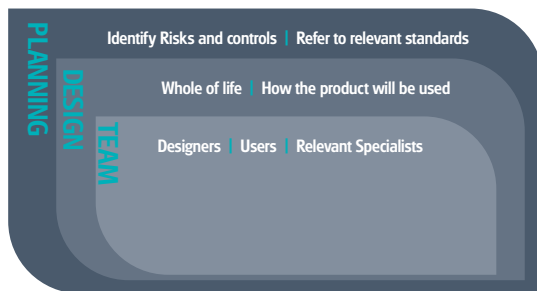 PLANNING
Identify Risks and controls | Refer to relevant standards
DESIGN
Whole of life | How the product will be used
TEAM
Designers | Users | Relevant Specialists